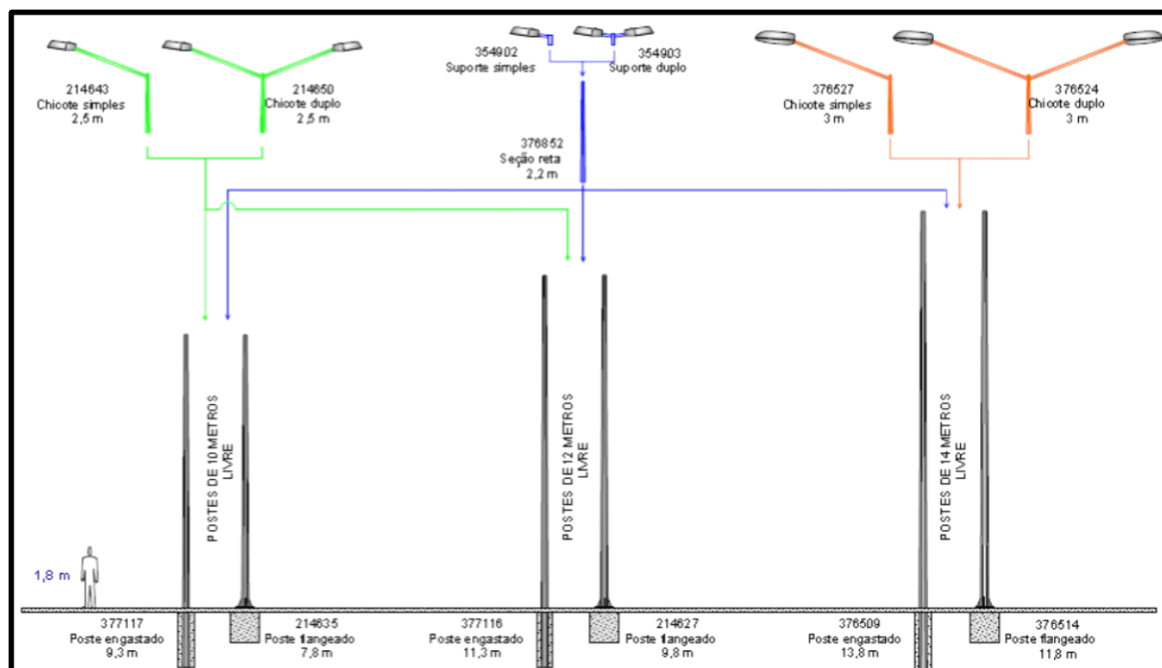 354902
Suporte simples
354903
Suporte duplo
214643
Chicote simples
2,5 m
214650
Chicote duplo
2,5 m
376527
Chicote simples
3 m
376524
Chicote duplo
3 m
376852
Seção reta
2,2 m
POSTES DE 10 METROS
LIVRE
POSTES DE 12 METROS
LIVRE
POSTES DE 14 METROS
LIVRE
1,8 m
377117
Poste engastado
9,3 m
214635
Poste flangeado
7,8 m
377116
Poste engastado
11,3 m
214627
Poste flangeado
9,8 m
376509
Poste engastado
13,8 m
376514
Poste flangeado
11,8 m